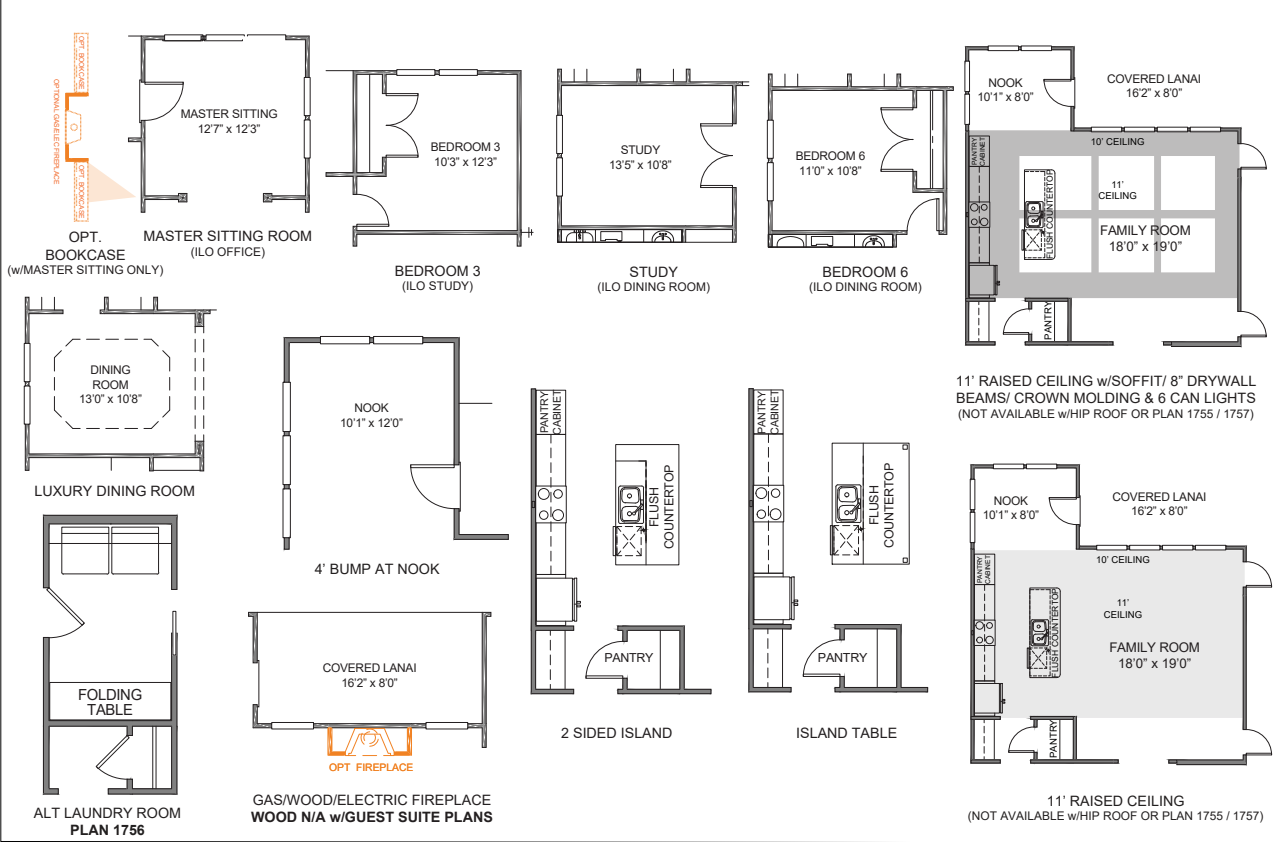 OPT. BOOKCASE
OPTIONAL GAS/ELEC FIREPLACE
OPT. BOOKCASE
OPT.
BOOKCASE
(w/MASTER SITTING ONLY)
MASTER SITTING
12'7" x 12'3"
MASTER SITTING ROOM
(ILO OFFICE)
BEDROOM 3
10'3" x 12'3"
BEDROOM 3
(ILO STUDY)
STUDY
13'5" x 10'8"
STUDY
(ILO DINING ROOM)
BEDROOM 6
11'0" x 10'8"
BEDROOM 6
(ILO DINING ROOM)
NOOK
10'1" x 8'0"
COVERED LANAI
16'2" x 8'0"
10' CEILING
PANTRY
CABINET
11'
CEILING
FLUSH COUNTERTOP
FAMILY ROOM
18'0" x 19'0"
PANTRY
11' RAISED CEILING w/SOFFIT/ 8" DRYWALL
BEAMS/ CROWN MOLDING & 6 CAN LIGHTS
(NOT AVAILABLE w/HIP ROOF OR PLAN 1755 / 1757)
DINING
ROOM
13'0" x 10'8"
LUXURY DINING ROOM
NOOK
10'1" x 12'0"
4' BUMP AT NOOK
PANTRY
CABINET
FLUSH
COUNTERTOP
PANTRY
2 SIDED ISLAND
PANTRY
CABINET
FLUSH
COUNTERTOP
PANTRY
ISLAND TABLE
NOOK
10'1" x 8'0"
COVERED LANAI
16'2" x 8'0"
10' CEILING
PANTRY
CABINET
11'
CEILING
FLUSH COUNTERTOP
FAMILY ROOM
18'0" x 19'0"
PANTRY
11' RAISED CEILING
(NOT AVAILABLE w/HIP ROOF OR PLAN 1755 / 1757)
FOLDING
TABLE
ALT LAUNDRY ROOM
PLAN 1756
COVERED LANAI
16'2" x 8'0"
OPT FIREPLACE
GAS/WOOD/ELECTRIC FIREPLACE
WOOD N/A w/GUEST SUITE PLANS